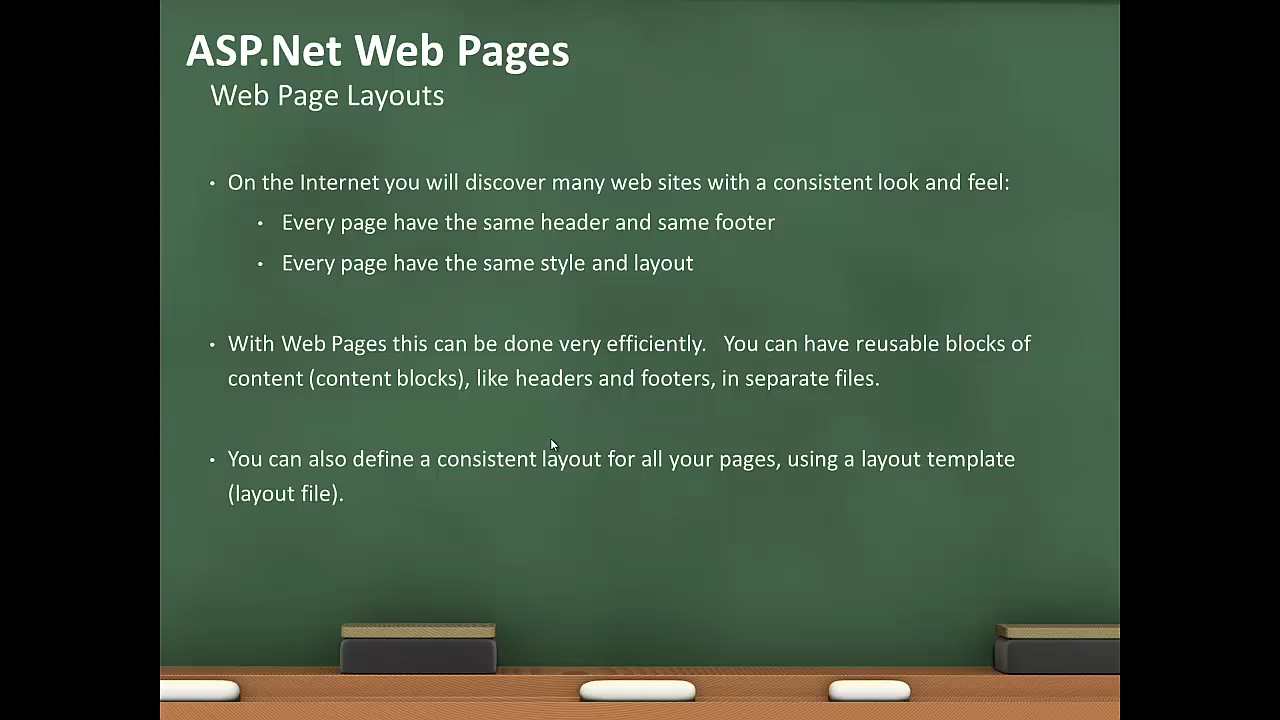 ASP.Net Web Pages
Web Page Layouts
• On the Internet you will discover many web sites with a consistent look and feel:
• Every page have the same header and same footer
• Every page have the same style and layout
• With Web Pages this can be done very efficiently. You can have reusable blocks of
content (content blocks), like headers and footers, in separate files.
• You can also define a consistent layout for all your pages, using a layout template
(layout file).